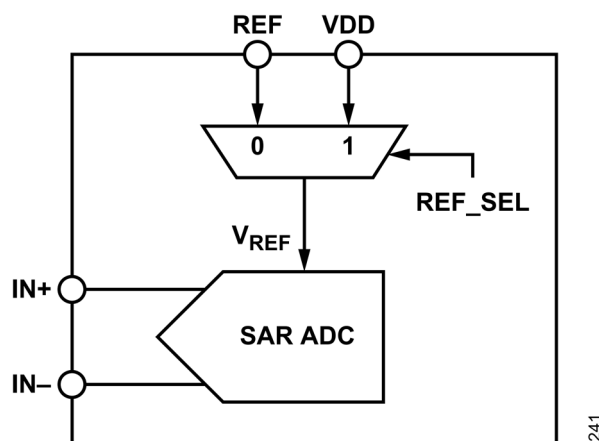 REF VDD
0 1
REF_SEL
VREF
IN+
SAR ADC
IN–
241